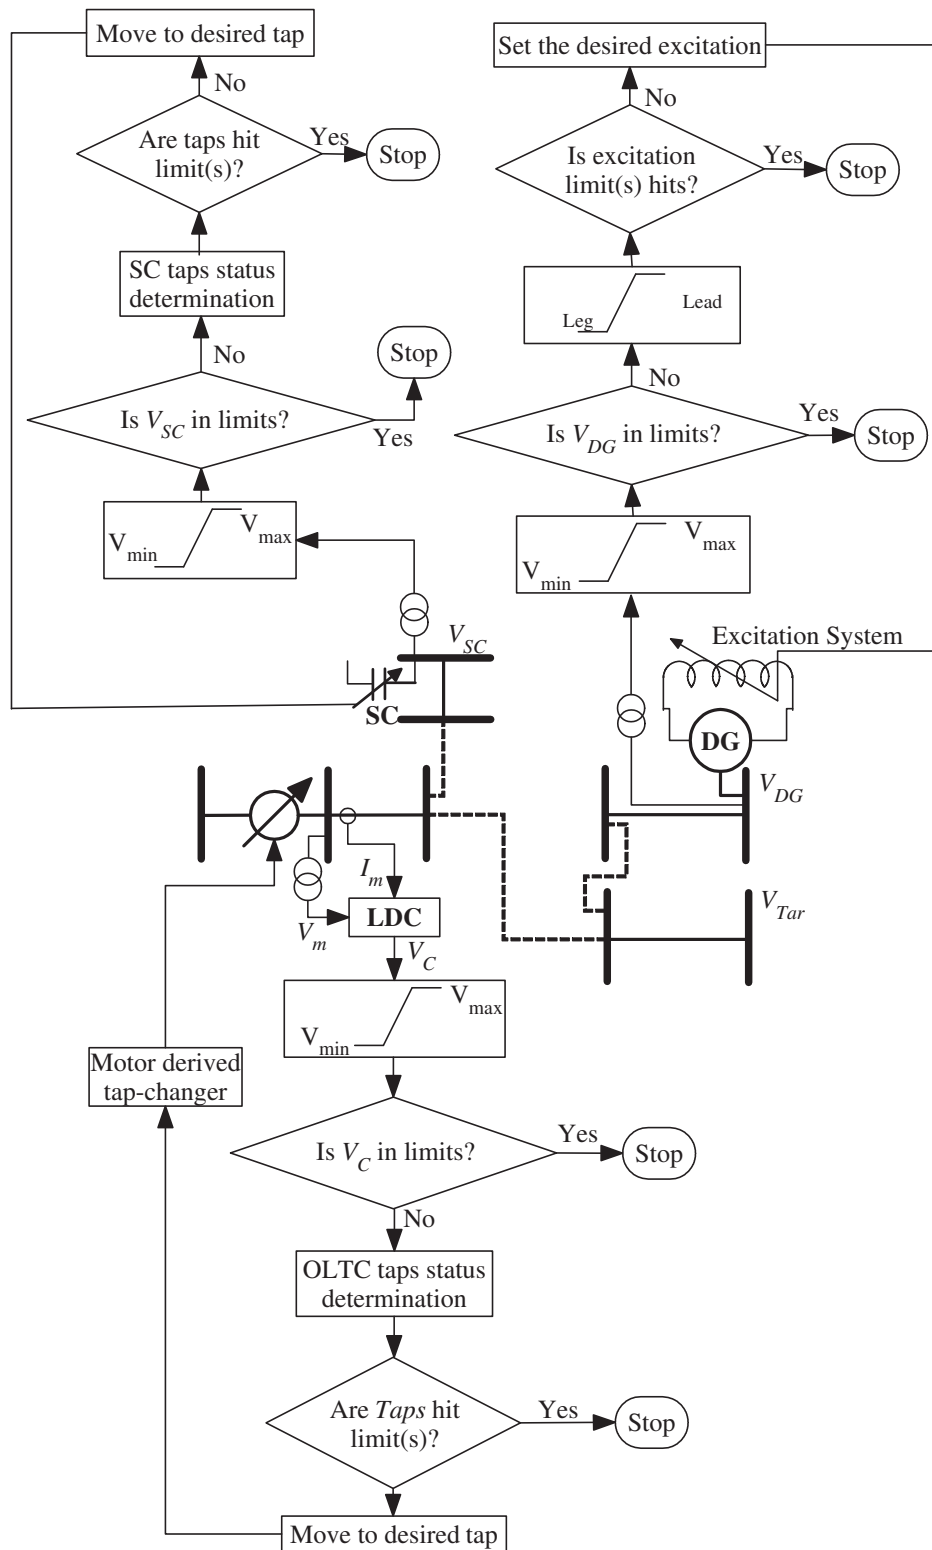 Move to desired tap
No
Are taps hit
limit(s)?
Yes
Stop
SC taps status
determination
No
Stop
Is V_SC in limits?
Yes
V_min
V_max
V_SC
SC
Set the desired excitation
No
Is excitation
limit(s) hits?
Yes
Stop
Leg
Lead
No
Is V_DG in limits?
Yes
Stop
V_min
V_max
Excitation System
DG
V_DG
V_Tar
I_m
V_m
LDC
V_C
V_min
V_max
Motor derived
tap-changer
Is V_C in limits?
Yes
Stop
No
OLTC taps status
determination
Are Taps hit
limit(s)?
Yes
Stop
Move to desired tap